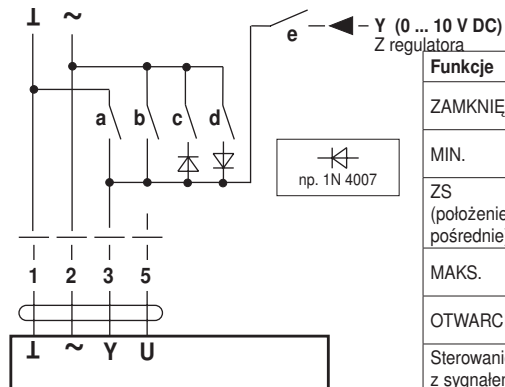 ⊥ ~
e
Y (0 ... 10 V DC)
Z regulatora
a b c d
np. 1N 4007
1 2 3 5
⊥ ~ Y U
Funkcje
ZAMKNIĘ
MIN.
ZS
(położenie
pośrednie
MAKS.
OTWARC
Sterowanie
z sygnałem